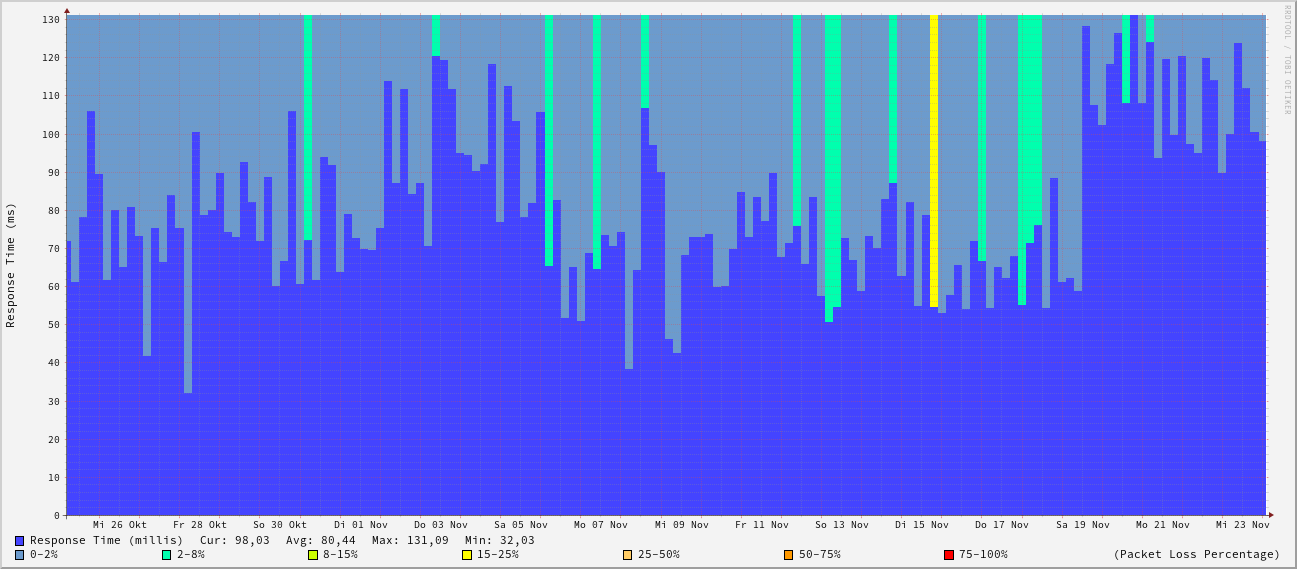 RRDTOOL / TOBI OETIKER
Response Time (ms)
130
120
110
100
90
80
70
60
50
40
30
20
10
0
Mi 26 Okt Fr 28 Okt So 30 Okt Di 01 Nov Do 03 Nov Sa 05 Nov Mo 07 Nov Mi 09 Nov Fr 11 Nov So 13 Nov Di 15 Nov Do 17 Nov Sa 19 Nov Mo 21 Nov Mi 23 Nov
Response Time (millis) Cur: 98,03 Avg: 80,44 Max: 131,09 Min: 32,03
0-2% 2-8% 8-15% 15-25% 25-50% 50-75% 75-100% (Packet Loss Percentage)